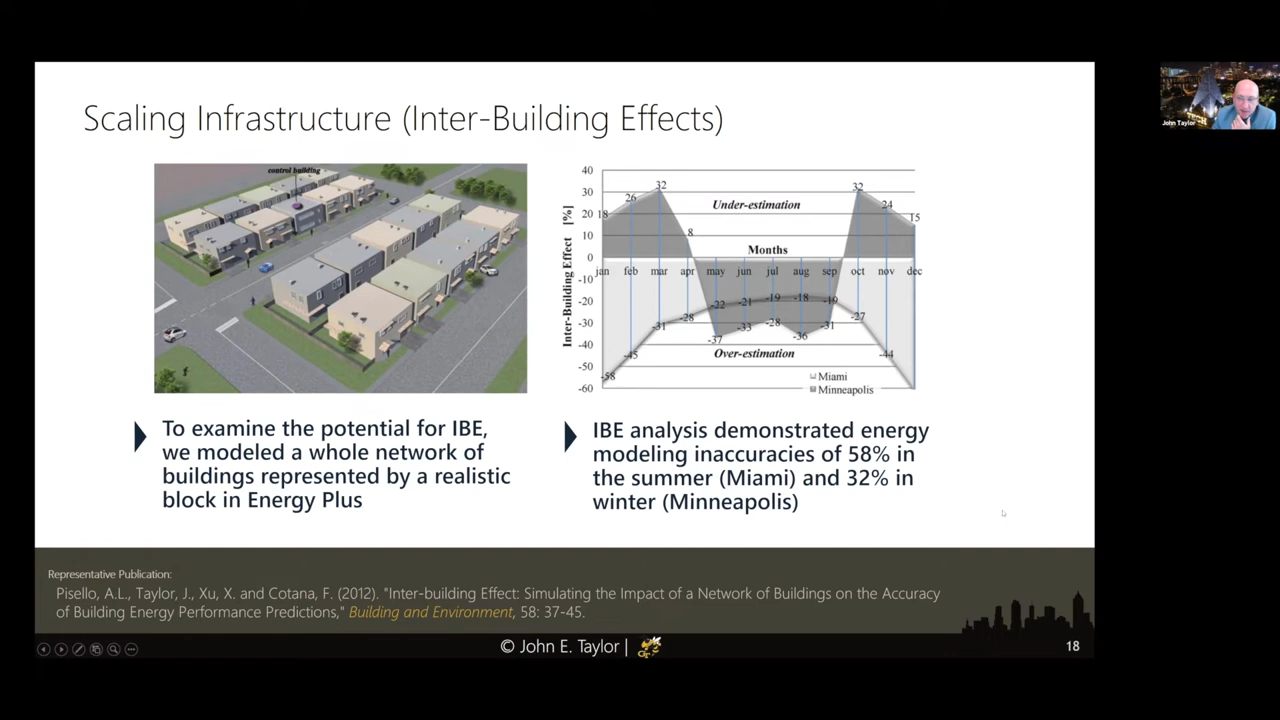 Scaling Infrastructure (Inter-Building Effects)
John Taylor
control building
40
30
20
10
0
-10
-20
-30
-40
-50
-60
Inter-Building Effect [%]
Under-estimation
Months
jan feb mar apr may jun jul aug sep oct nov dec
18 26 32 8 32 24 15
-58 -45 -31 -28 -22 -21 -19 -18 -19 -27 -44
-37 -33 -28 -36 -31
Over-estimation
Miami
Minneapolis
To examine the potential for IBE,
we modeled a whole network of
buildings represented by a realistic
block in Energy Plus
IBE analysis demonstrated energy
modeling inaccuracies of 58% in
the summer (Miami) and 32% in
winter (Minneapolis)
Representative Publication:
Pisello, A.L., Taylor, J., Xu, X. and Cotana, F. (2012). "Inter-building Effect: Simulating the Impact of a Network of Buildings on the Accuracy
of Building Energy Performance Predictions," Building and Environment, 58: 37-45.
© John E. Taylor |
18